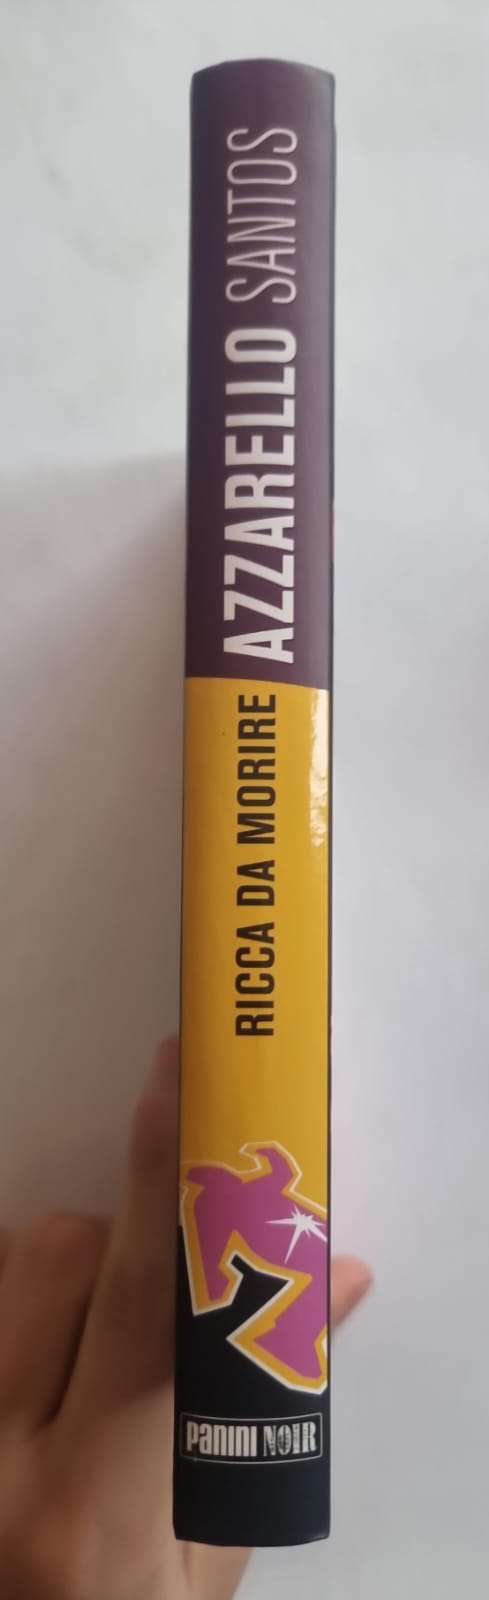 AZZARELLO SANTOS
RICCA DA MORIRE
PANINI NOIR